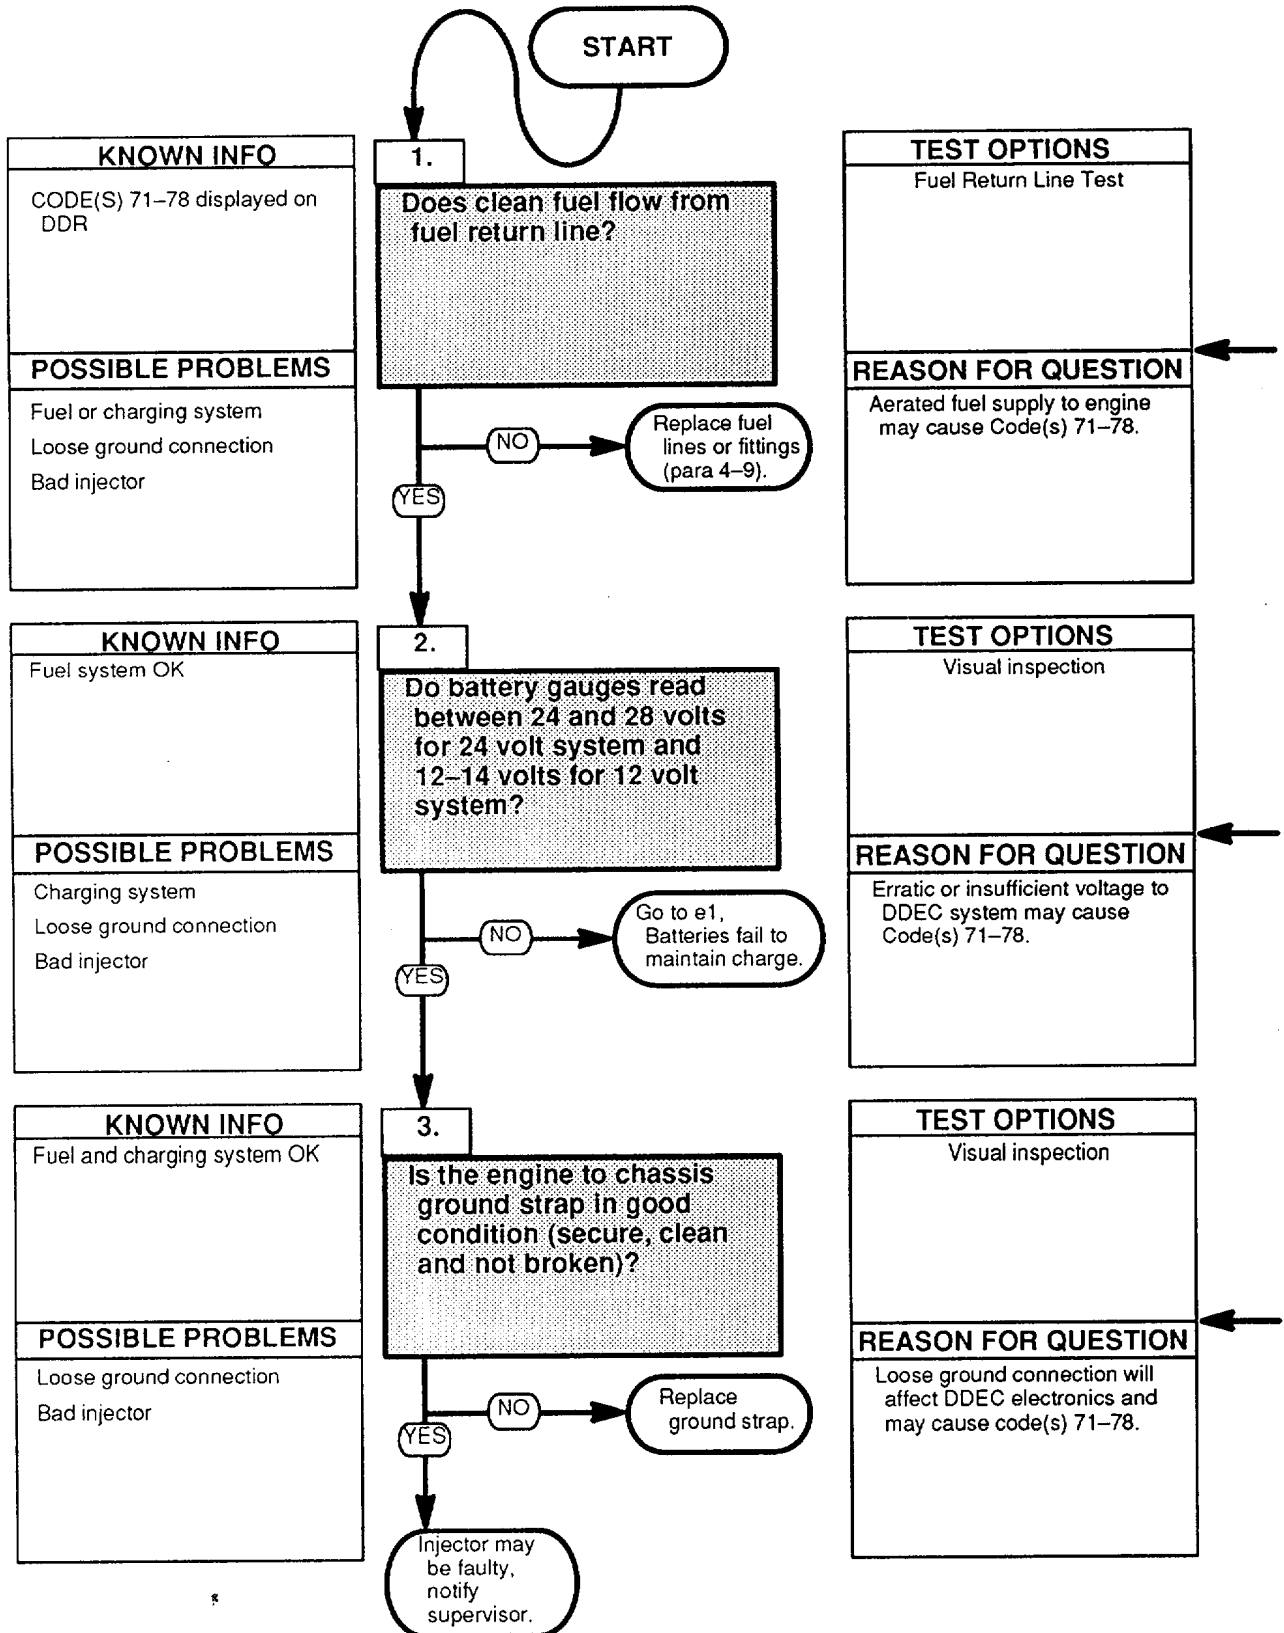 START
KNOWN INFO
CODE(S) 71–78 displayed on
DDR
POSSIBLE PROBLEMS
Fuel or charging system
Loose ground connection
Bad injector
1.
Does clean fuel flow from
fuel return line?
NO
Replace fuel
lines or fittings
(para 4–9).
YES
TEST OPTIONS
Fuel Return Line Test
REASON FOR QUESTION
Aerated fuel supply to engine
may cause Code(s) 71–78.
KNOWN INFO
Fuel system OK
POSSIBLE PROBLEMS
Charging system
Loose ground connection
Bad injector
2.
Do battery gauges read
between 24 and 28 volts
for 24 volt system and
12–14 volts for 12 volt
system?
NO
Go to e1,
Batteries fail to
maintain charge.
YES
TEST OPTIONS
Visual inspection
REASON FOR QUESTION
Erratic or insufficient voltage to
DDEC system may cause
Code(s) 71–78.
KNOWN INFO
Fuel and charging system OK
POSSIBLE PROBLEMS
Loose ground connection
Bad injector
3.
Is the engine to chassis
ground strap in good
condition (secure, clean
and not broken)?
NO
Replace
ground strap.
YES
Injector may
be faulty,
notify
supervisor.
TEST OPTIONS
Visual inspection
REASON FOR QUESTION
Loose ground connection will
affect DDEC electronics and
may cause code(s) 71–78.